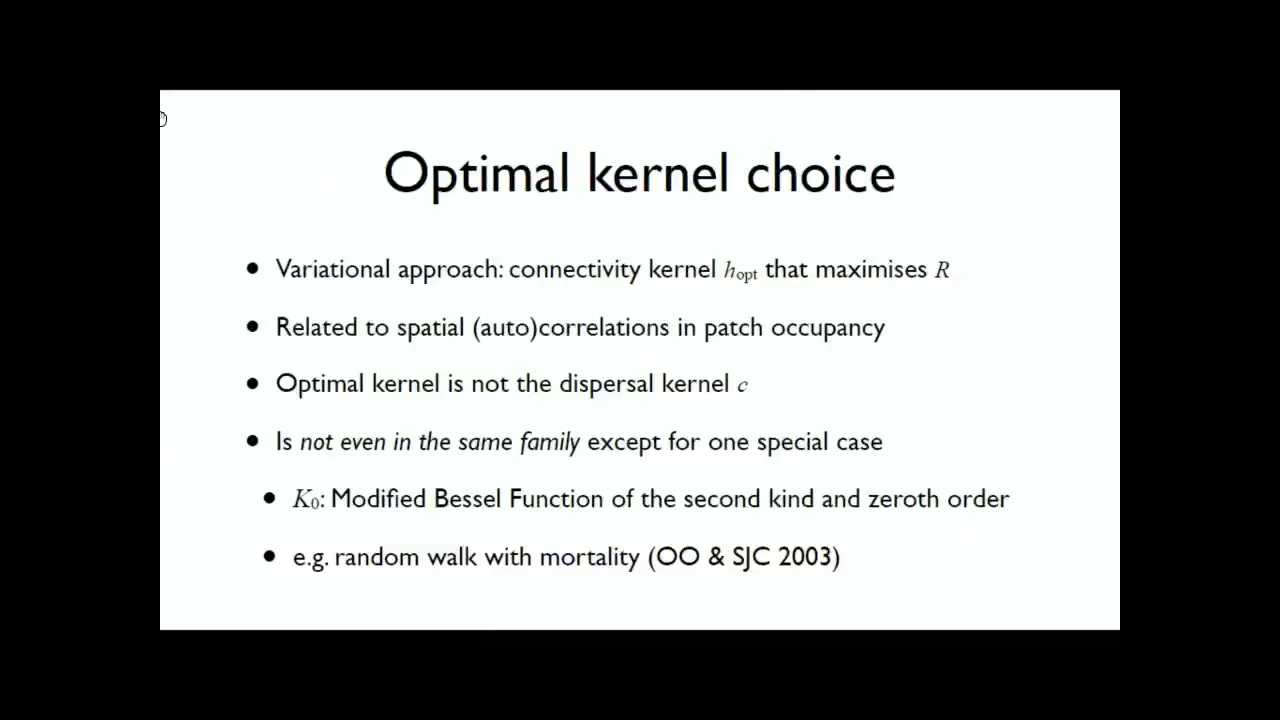 Optimal kernel choice
• Variational approach: connectivity kernel hopt that maximises R
• Related to spatial (auto)correlations in patch occupancy
• Optimal kernel is not the dispersal kernel c
• Is not even in the same family except for one special case
• K0: Modified Bessel Function of the second kind and zeroth order
• e.g. random walk with mortality (OO & SJC 2003)